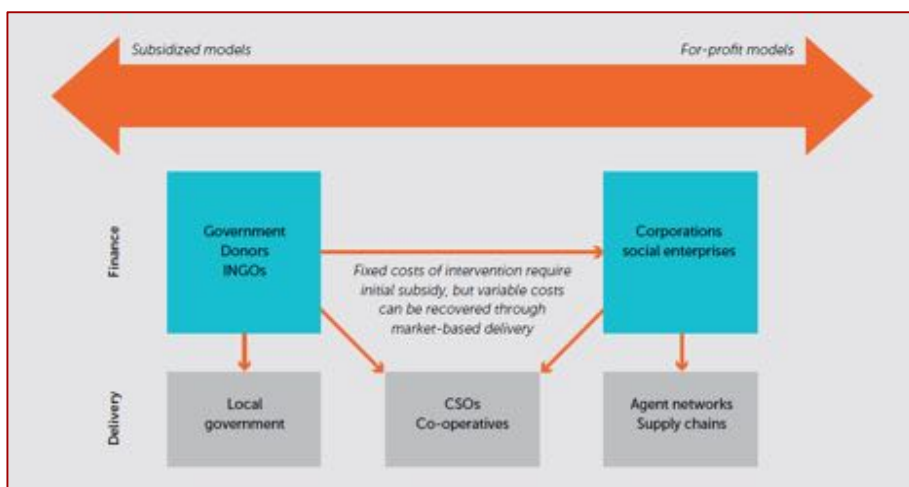 Subsidized models
For-profit models
Finance
Government
Donors
INGOs
Corporations
social enterprises
Fixed costs of intervention require
initial subsidy, but variable costs
can be recovered through
market-based delivery
Delivery
Local
government
CSOs
Co-operatives
Agent networks
Supply chains